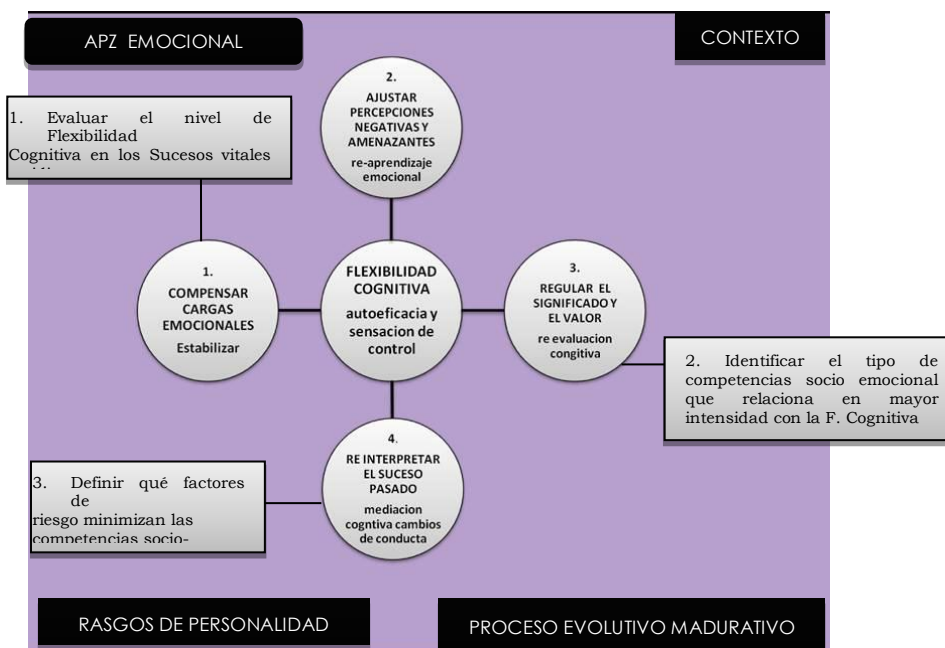 APZ EMOCIONAL
CONTEXTO
2.
AJUSTAR
PERCEPCIONES
NEGATIVAS Y
AMENAZANTES
re-aprendizaje
emocional
1. Evaluar el nivel de
Flexibilidad
Cognitiva en los Sucesos vitales
1.
COMPENSAR
CARGAS
EMOCIONALES
Estabilizar
FLEXIBILIDAD
COGNITIVA
autoeficacia y
sensacion de
control
3.
REGULAR EL
SIGNIFICADO Y
EL VALOR
re evaluacion
congitiva
2. Identificar el tipo de
competencias socio emocional
que relaciona en mayor
intensidad con la F. Cognitiva
4.
RE INTERPRETAR
EL SUCESO
PASADO
mediacion
cogntiva cambios
de conducta
3. Definir qué factores
de
riesgo minimizan las
competencias socio-
RASGOS DE PERSONALIDAD
PROCESO EVOLUTIVO MADURATIVO